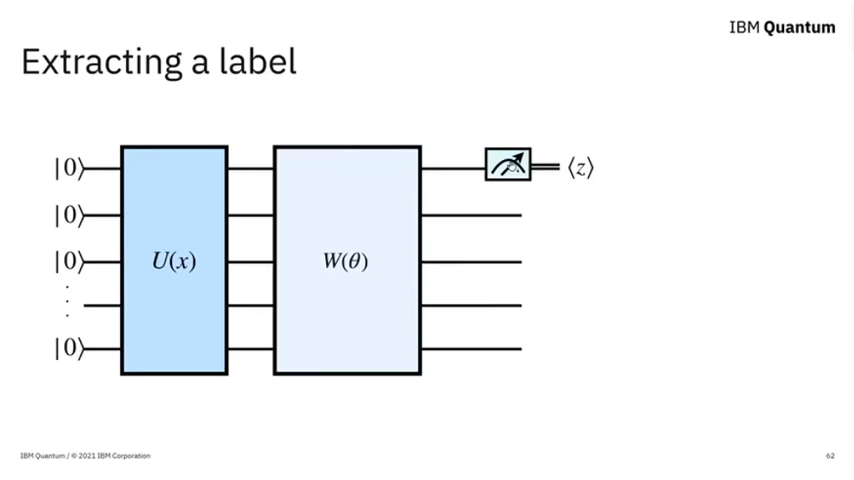 IBM Quantum
Extracting a label
|0⟩
|0⟩
|0⟩
⋮
|0⟩
U(x)
W(θ)
⟨z⟩
IBM Quantum / © 2021 IBM Corporation
62